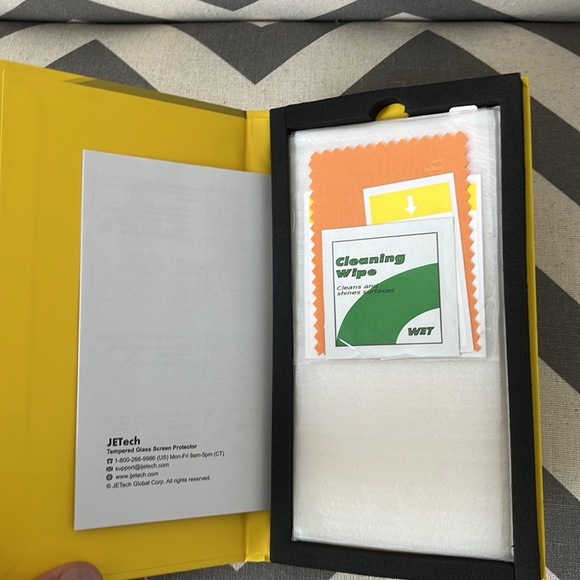 JETech
Tempered Glass Screen Protector
1-800-266-9986 (US) Mon-Fri 9am-5pm (CT)
support@jetech.com
www.jetech.com
© JETech Global Corp. All rights reserved.
Cleaning
Wipe
Cleans and
shines surfaces
WET